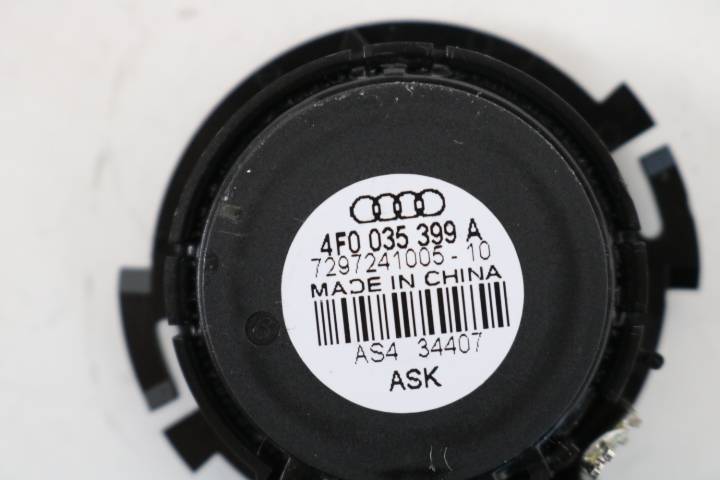 4F0 035 399 A
7297241005-10
MADE IN CHINA
AS4 34407
ASK